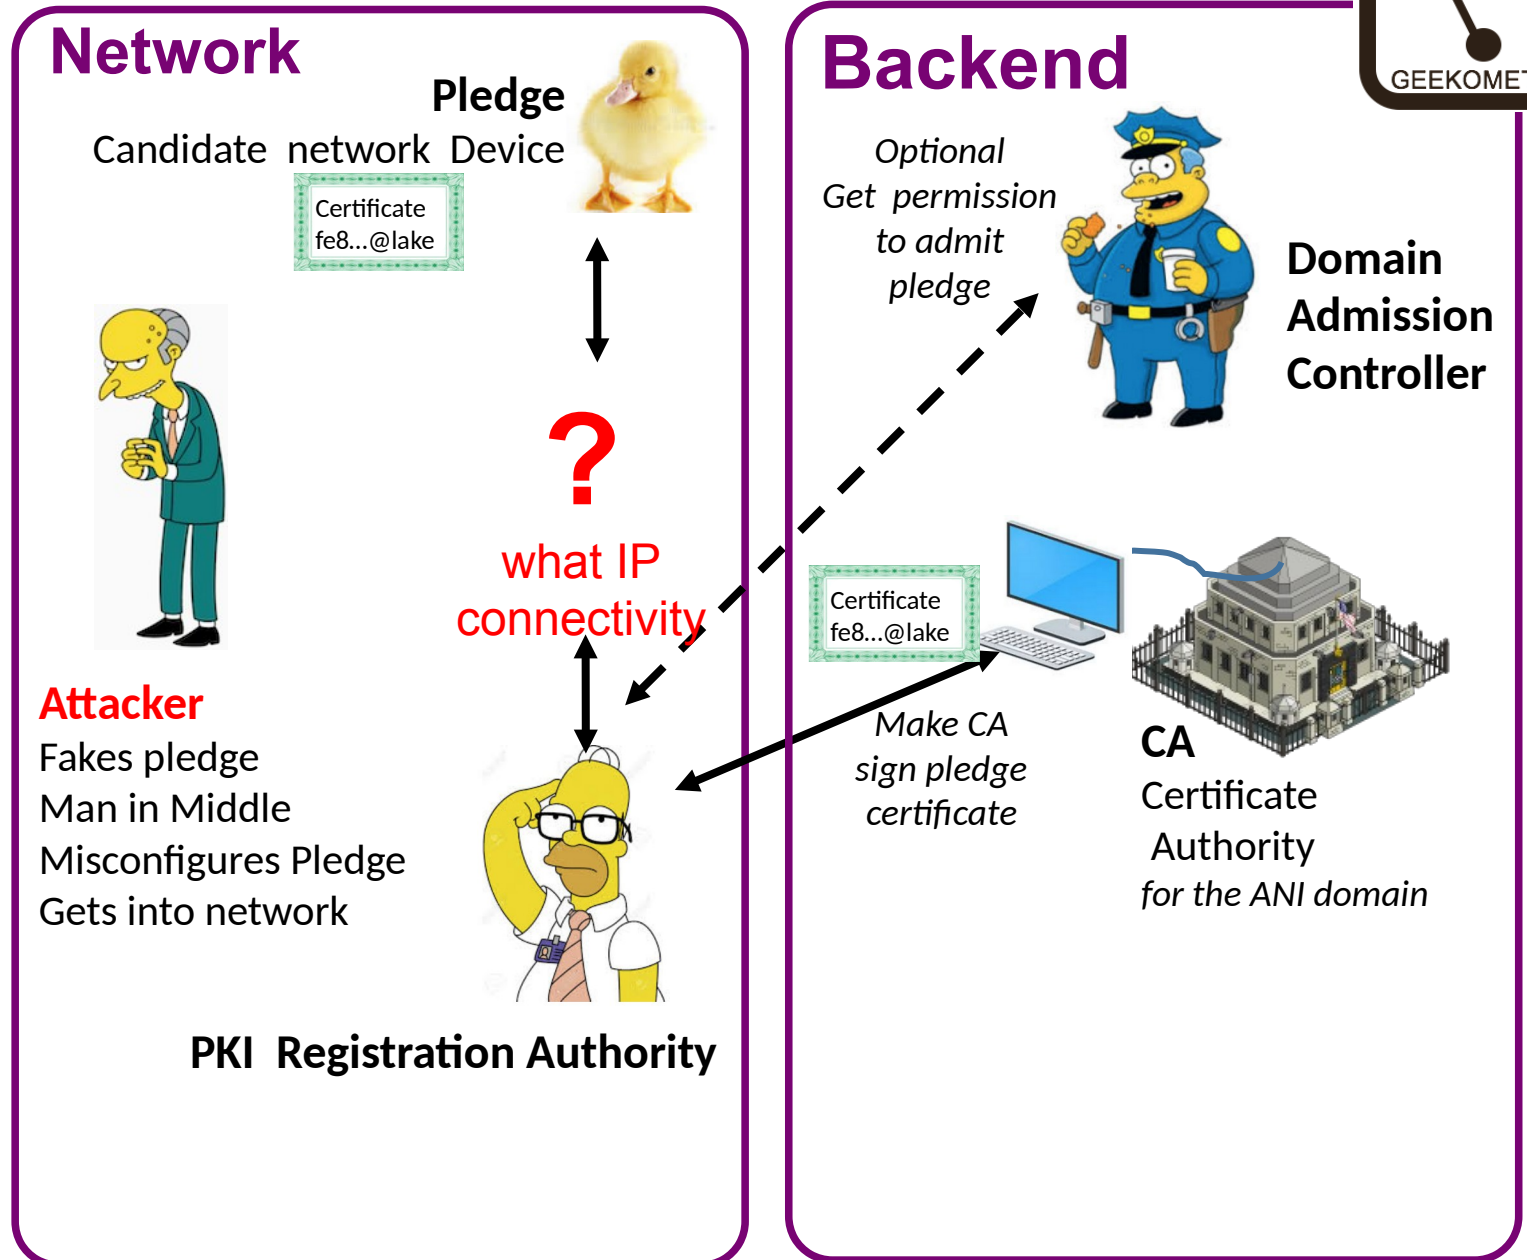 Network
Pledge
Candidate network Device
Certificate
fe8...@lake
?
what IP
connectivity
Attacker
Fakes pledge
Man in Middle
Misconfigures Pledge
Gets into network
PKI Registration Authority
Backend
GEEKOMET
Optional
Get permission
to admit
pledge
Domain
Admission
Controller
Certificate
fe8...@lake
Make CA
sign pledge
certificate
CA
Certificate
Authority
for the ANI domain